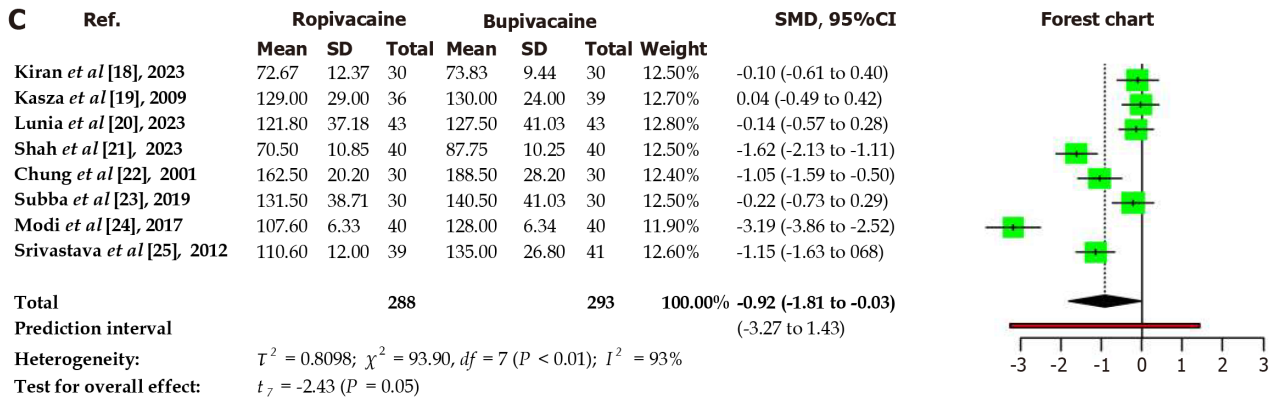 C Ref. Ropivacaine Bupivacaine SMD, 95%CI Forest chart
Mean SD Total Mean SD Total Weight
Kiran et al [18], 2023 72.67 12.37 30 73.83 9.44 30 12.50% -0.10 (-0.61 to 0.40)
Kasza et al [19], 2009 129.00 29.00 36 130.00 24.00 39 12.70% 0.04 (-0.49 to 0.42)
Lunia et al [20], 2023 121.80 37.18 43 127.50 41.03 43 12.80% -0.14 (-0.57 to 0.28)
Shah et al [21], 2023 70.50 10.85 40 87.75 10.25 40 12.50% -1.62 (-2.13 to -1.11)
Chung et al [22], 2001 162.50 20.20 30 188.50 28.20 30 12.40% -1.05 (-1.59 to -0.50)
Subba et al [23], 2019 131.50 38.71 30 140.50 41.03 30 12.50% -0.22 (-0.73 to 0.29)
Modi et al [24], 2017 107.60 6.33 40 128.00 6.34 40 11.90% -3.19 (-3.86 to -2.52)
Srivastava et al [25], 2012 110.60 12.00 39 135.00 26.80 41 12.60% -1.15 (-1.63 to 068)
Total 288 293 100.00% -0.92 (-1.81 to -0.03)
Prediction interval (-3.27 to 1.43)
Heterogeneity: τ² = 0.8098; χ² = 93.90, df = 7 (P < 0.01); I² = 93%
Test for overall effect: t₇ = -2.43 (P = 0.05)
-3 -2 -1 0 1 2 3